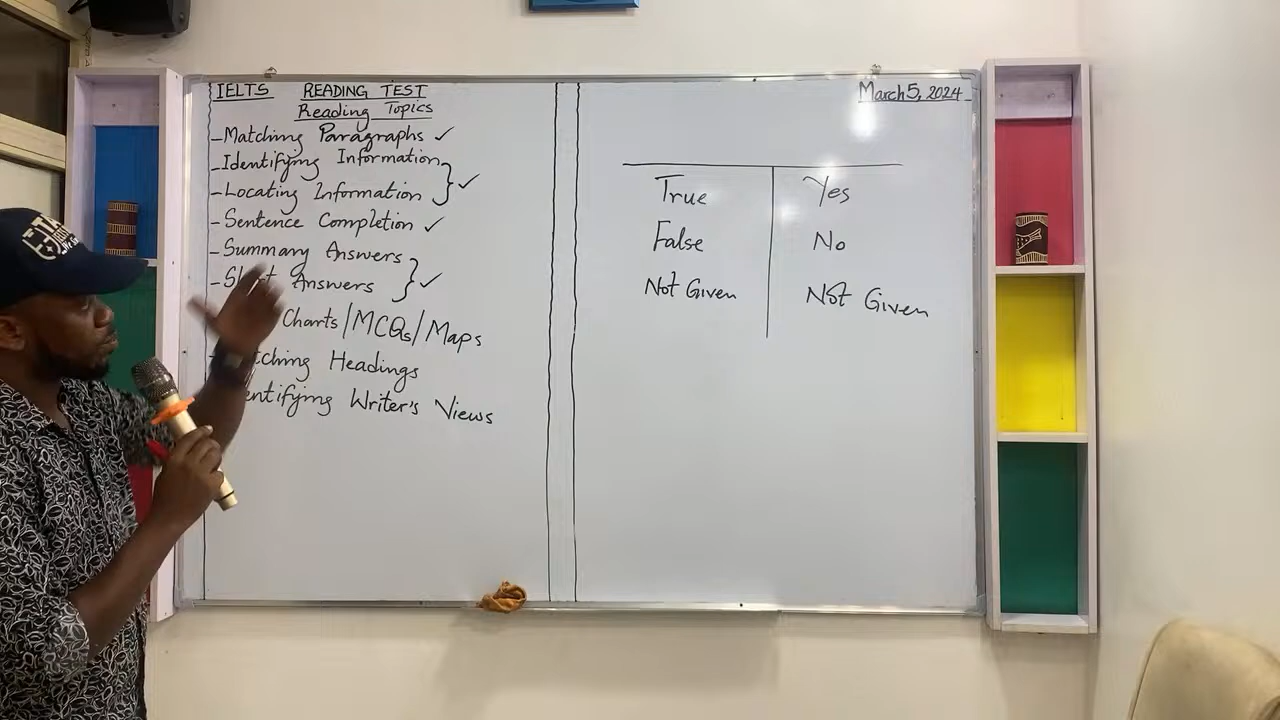 IELTS READING TEST
Reading Topics
- Matching Paragraphs ✓
- Identifying Information
- Locating Information ✓
- Sentence Completion ✓
- Summary Answers
- Short Answers ✓
Charts/MCQs/Maps
Headings
Writer's Views
March 5, 2024
True Yes
False No
Not Given Not Given